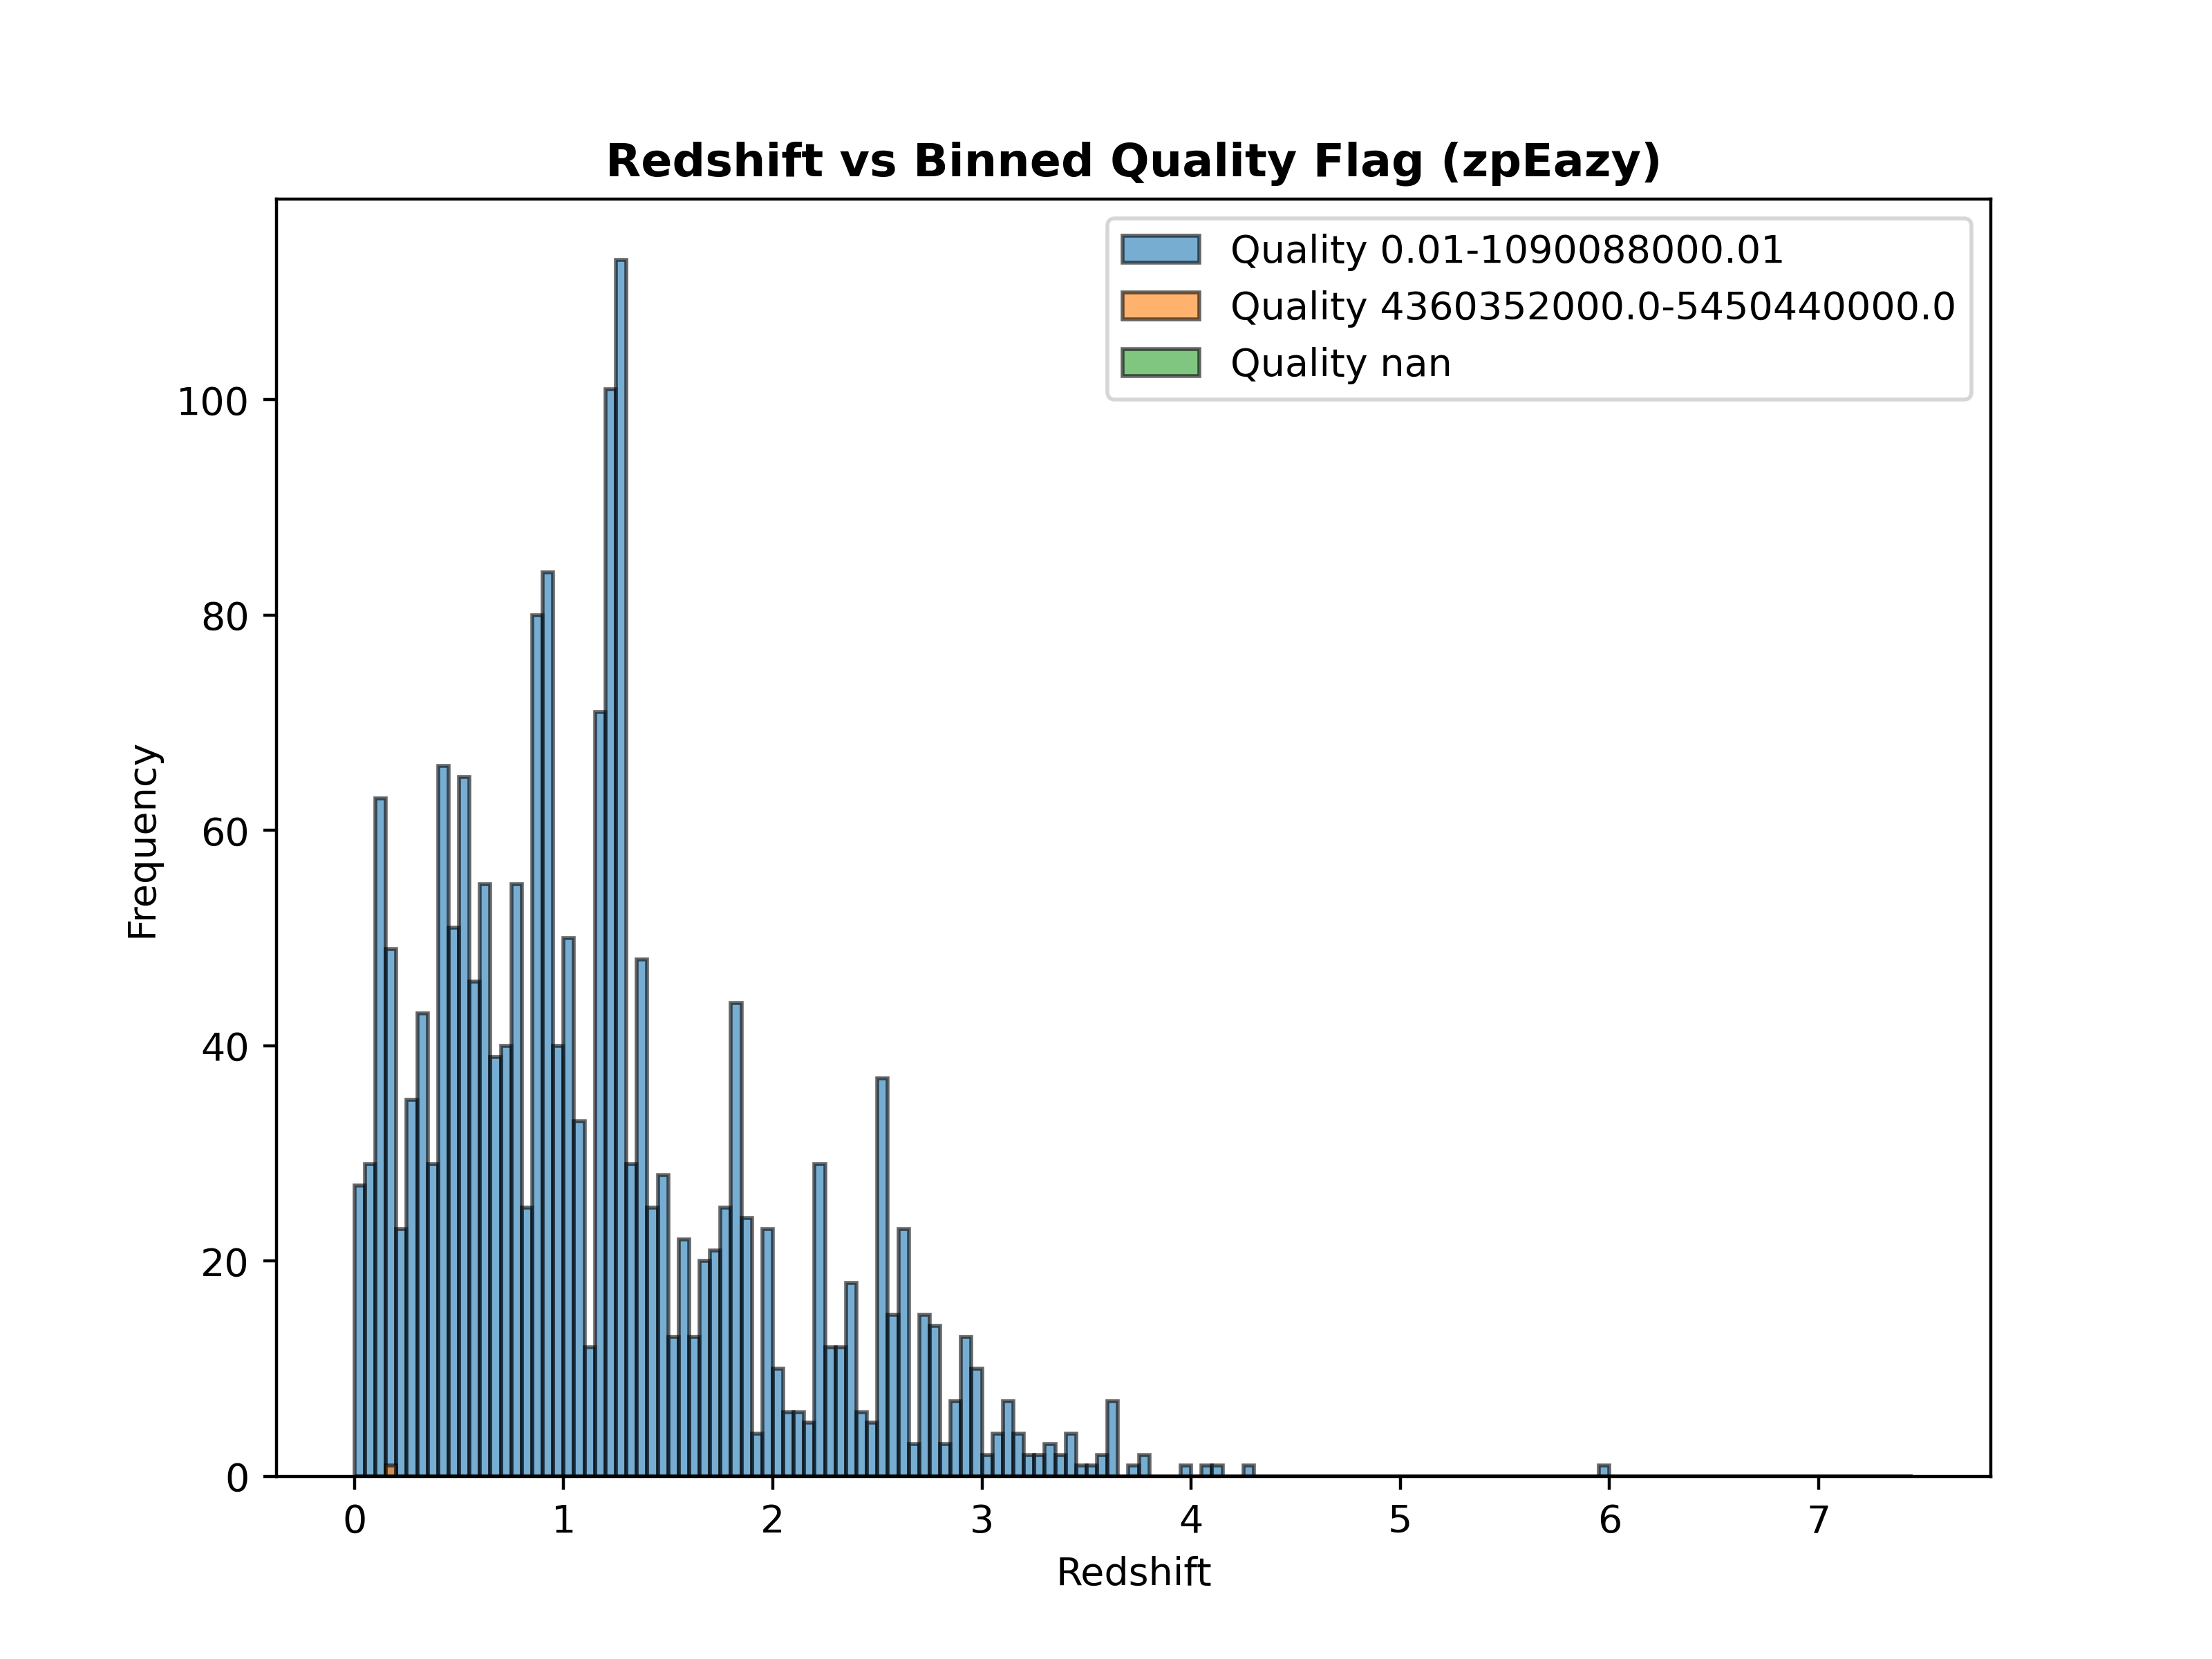 Redshift vs Binned Quality Flag (zpEazy)
Quality 0.01-1090088000.01
Quality 4360352000.0-5450440000.0
Quality nan
Frequency
100
80
60
40
20
0
0 1 2 3 4 5 6 7
Redshift